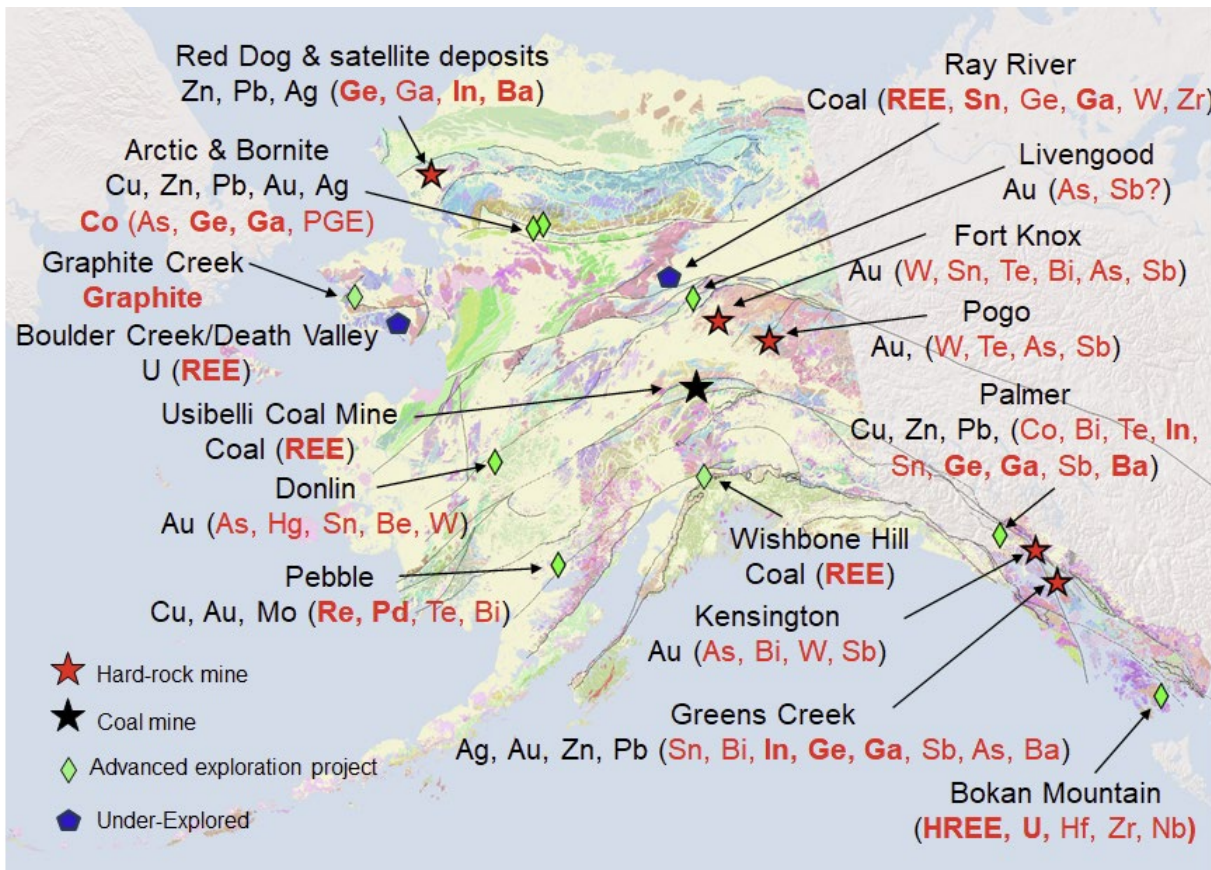 Red Dog & satellite deposits
Zn, Pb, Ag (Ge, Ga, In, Ba)
Arctic & Bornite
Cu, Zn, Pb, Au, Ag
Co (As, Ge, Ga, PGE)
Graphite Creek
Graphite
Boulder Creek/Death Valley
U (REE)
Usibelli Coal Mine
Coal (REE)
Donlin
Au (As, Hg, Sn, Be, W)
Pebble
Cu, Au, Mo (Re, Pd, Te, Bi)
Hard-rock mine
Coal mine
Advanced exploration project
Under-Explored
Ray River
Coal (REE, Sn, Ge, Ga, W, Zr)
Livengood
Au (As, Sb?)
Fort Knox
Au (W, Sn, Te, Bi, As, Sb)
Pogo
Au, (W, Te, As, Sb)
Palmer
Cu, Zn, Pb, (Co, Bi, Te, In,
Sn, Ge, Ga, Sb, Ba)
Wishbone Hill
Coal (REE)
Kensington
Au (As, Bi, W, Sb)
Greens Creek
Ag, Au, Zn, Pb (Sn, Bi, In, Ge, Ga, Sb, As, Ba)
Bokan Mountain
(HREE, U, Hf, Zr, Nb)